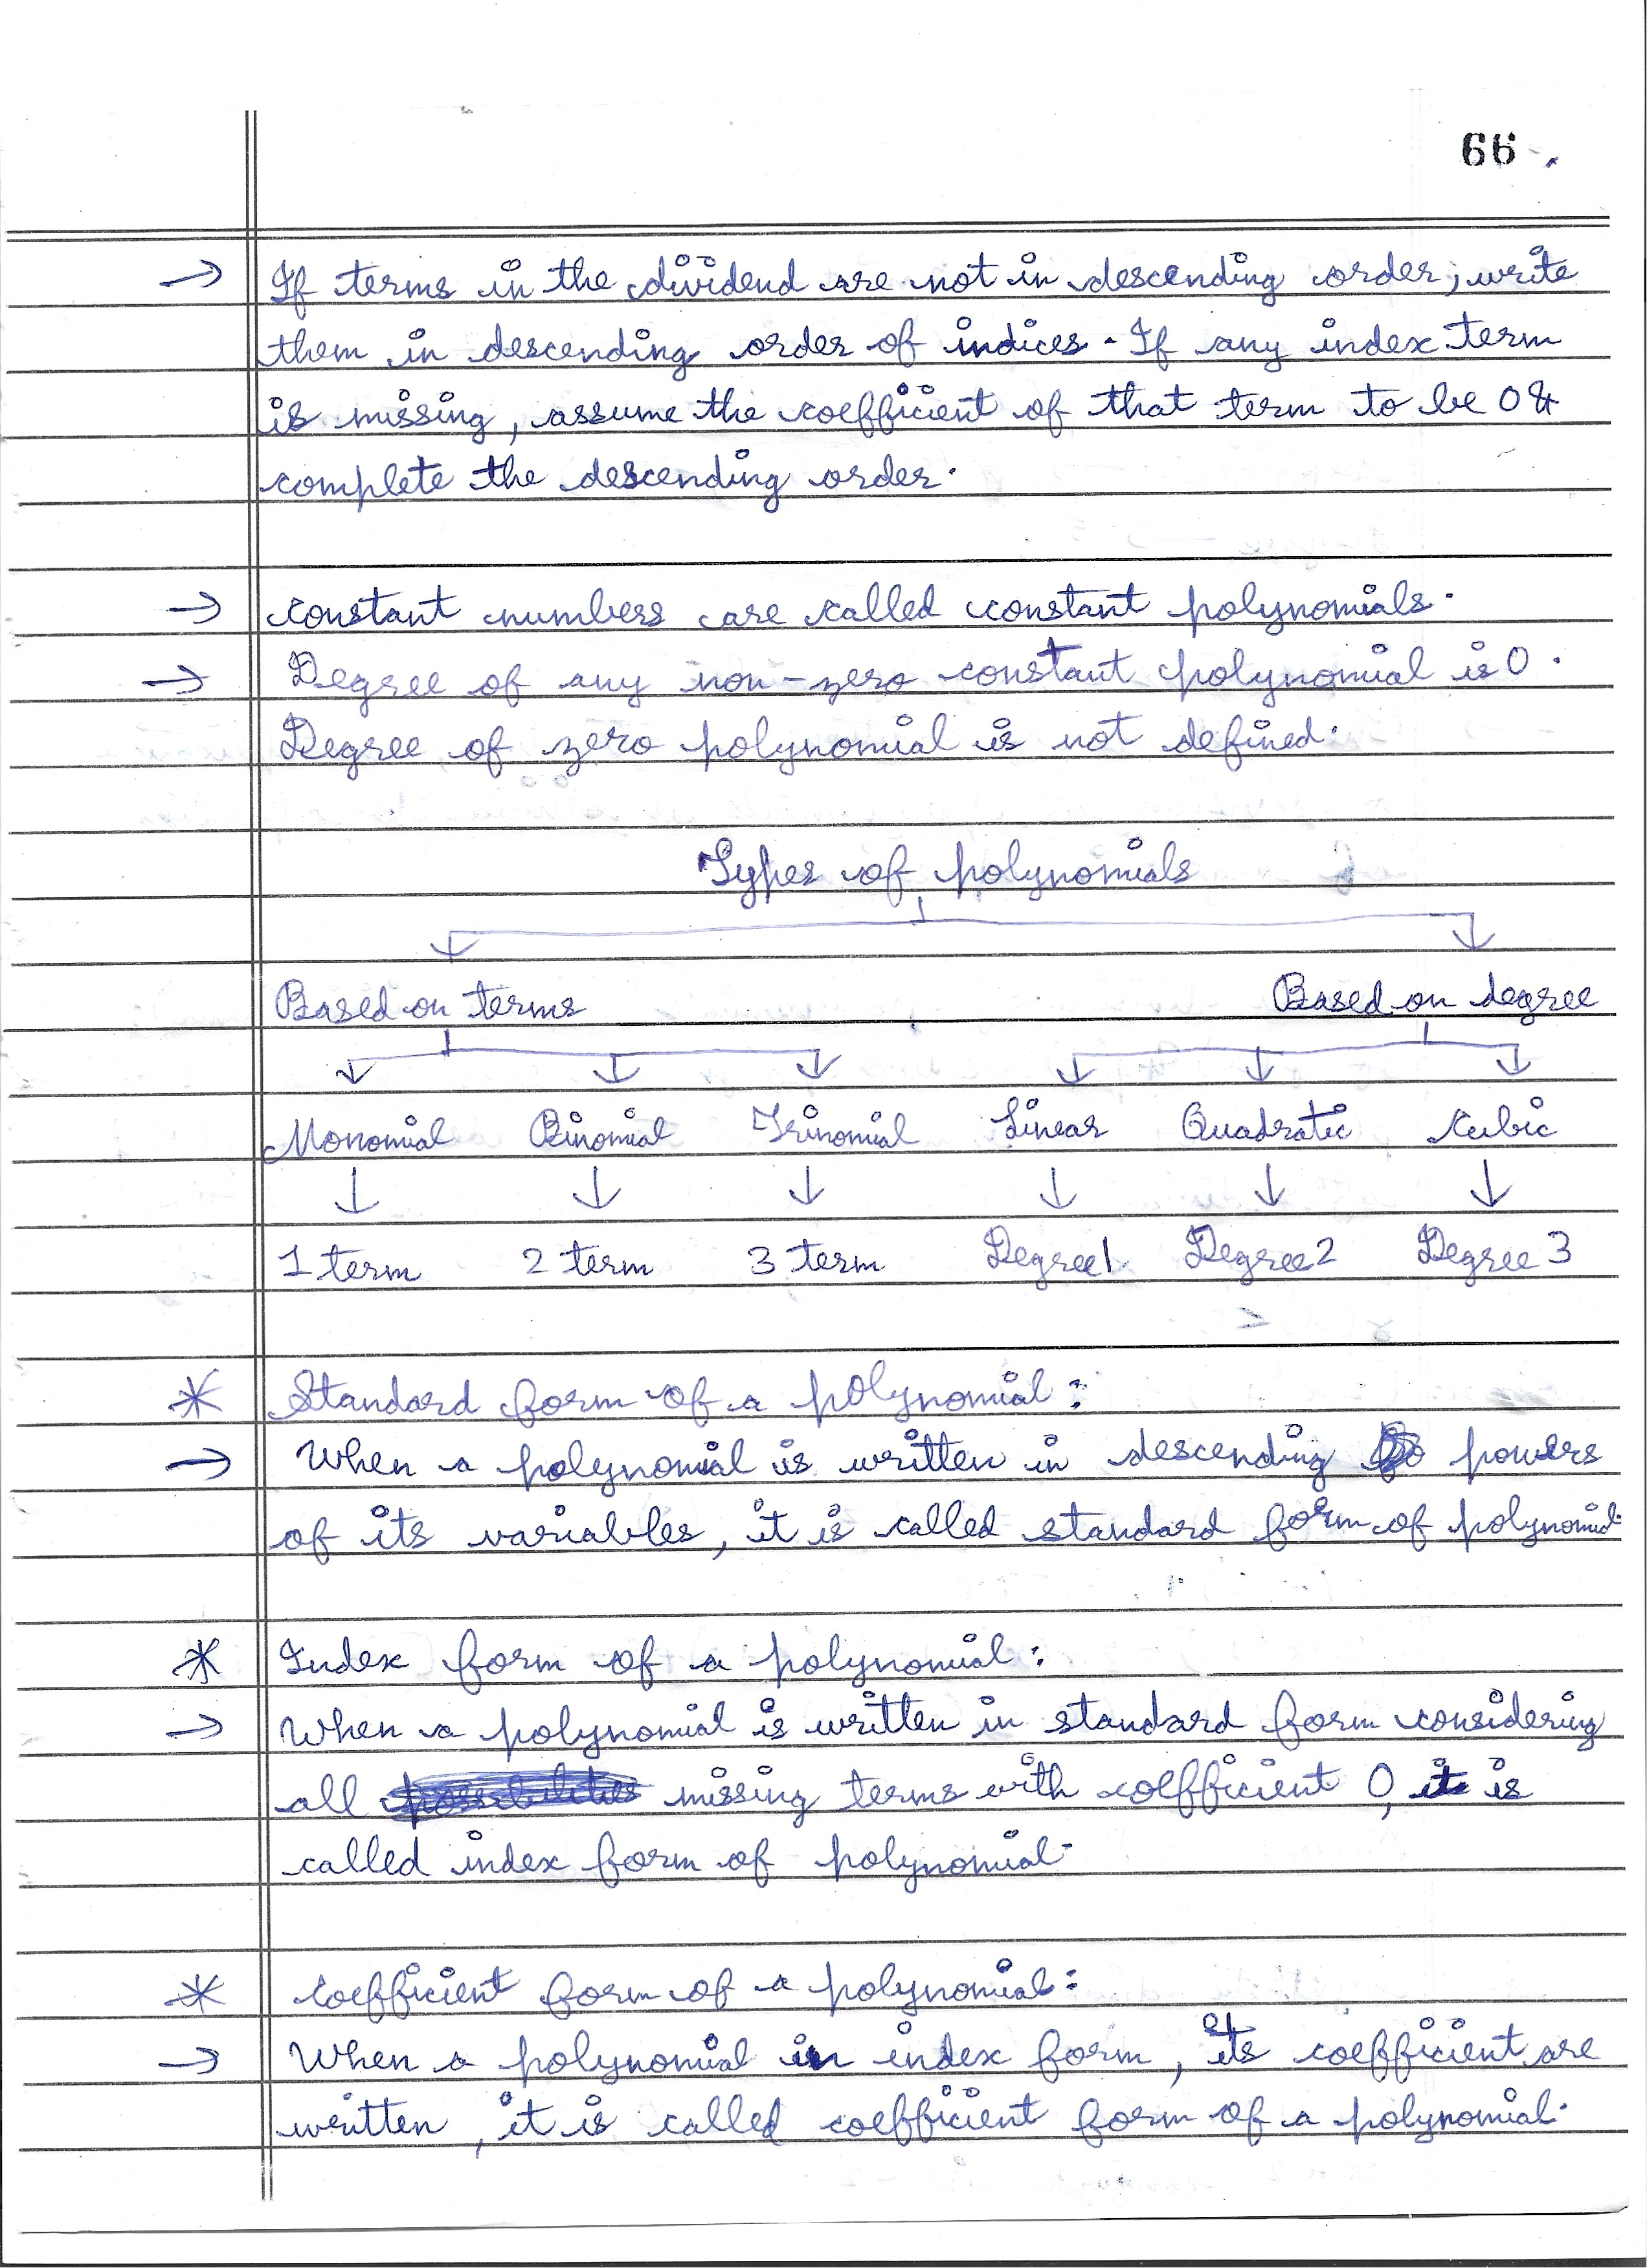 66
→ If terms in the dividend are not in descending order, write
them in descending order of indices. If any index term
is missing, assume the coefficient of that term to be 0 &
complete the descending order.
→ constant numbers are called constant polynomials.
→ Degree of any non-zero constant polynomial is 0.
Degree of zero polynomial is not defined.
Types of polynomials
Based on terms Based on degree
Monomial Binomial Trinomial Linear Quadratic Cubic
1 term 2 term 3 term Degree 1 Degree 2 Degree 3
* Standard form of a polynomial:
→ When a polynomial is written in descending powers
of its variables, it is called standard form of polynomial.
* Index form of a polynomial:
→ When a polynomial is written in standard form considering
all missing terms with coefficient 0, it is
called index form of polynomial.
* Coefficient form of a polynomial:
→ When a polynomial in index form, its coefficient are
written, it is called coefficient form of a polynomial.